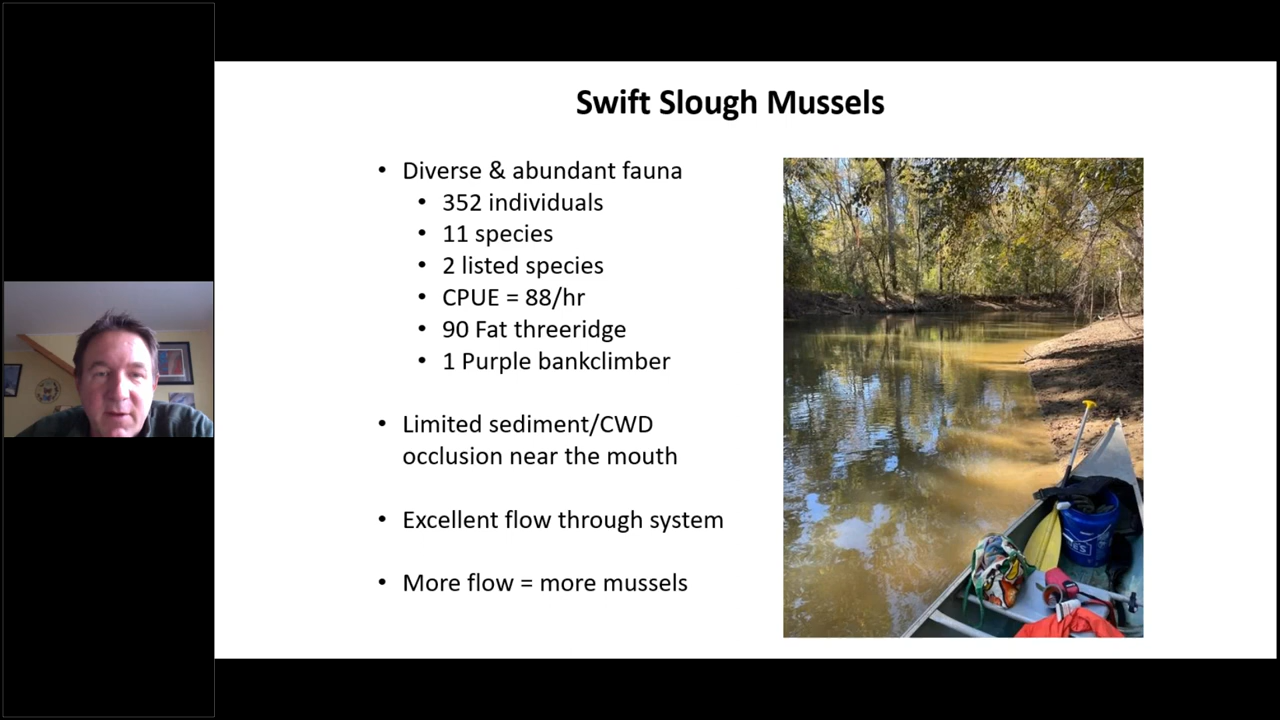 Swift Slough Mussels
• Diverse & abundant fauna
• 352 individuals
• 11 species
• 2 listed species
• CPUE = 88/hr
• 90 Fat threeridge
• 1 Purple bankclimber
• Limited sediment/CWD
occlusion near the mouth
• Excellent flow through system
• More flow = more mussels